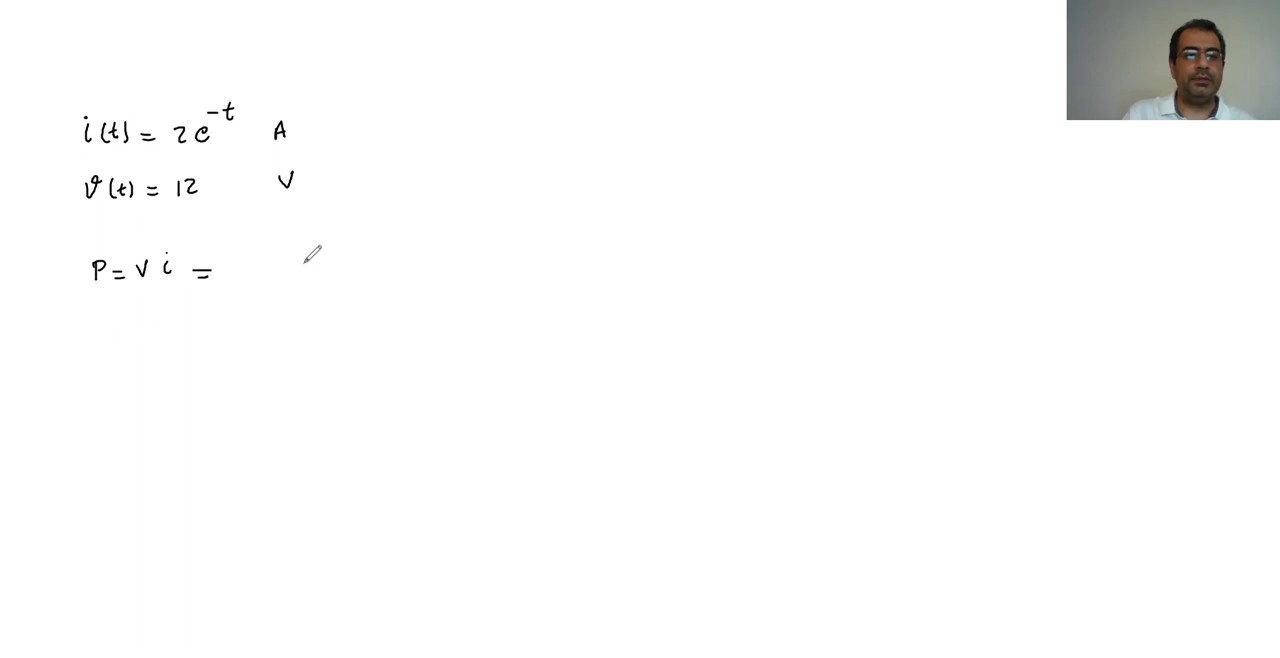 i(t) = 2e^-t A
v(t) = 12 V
P = v i =